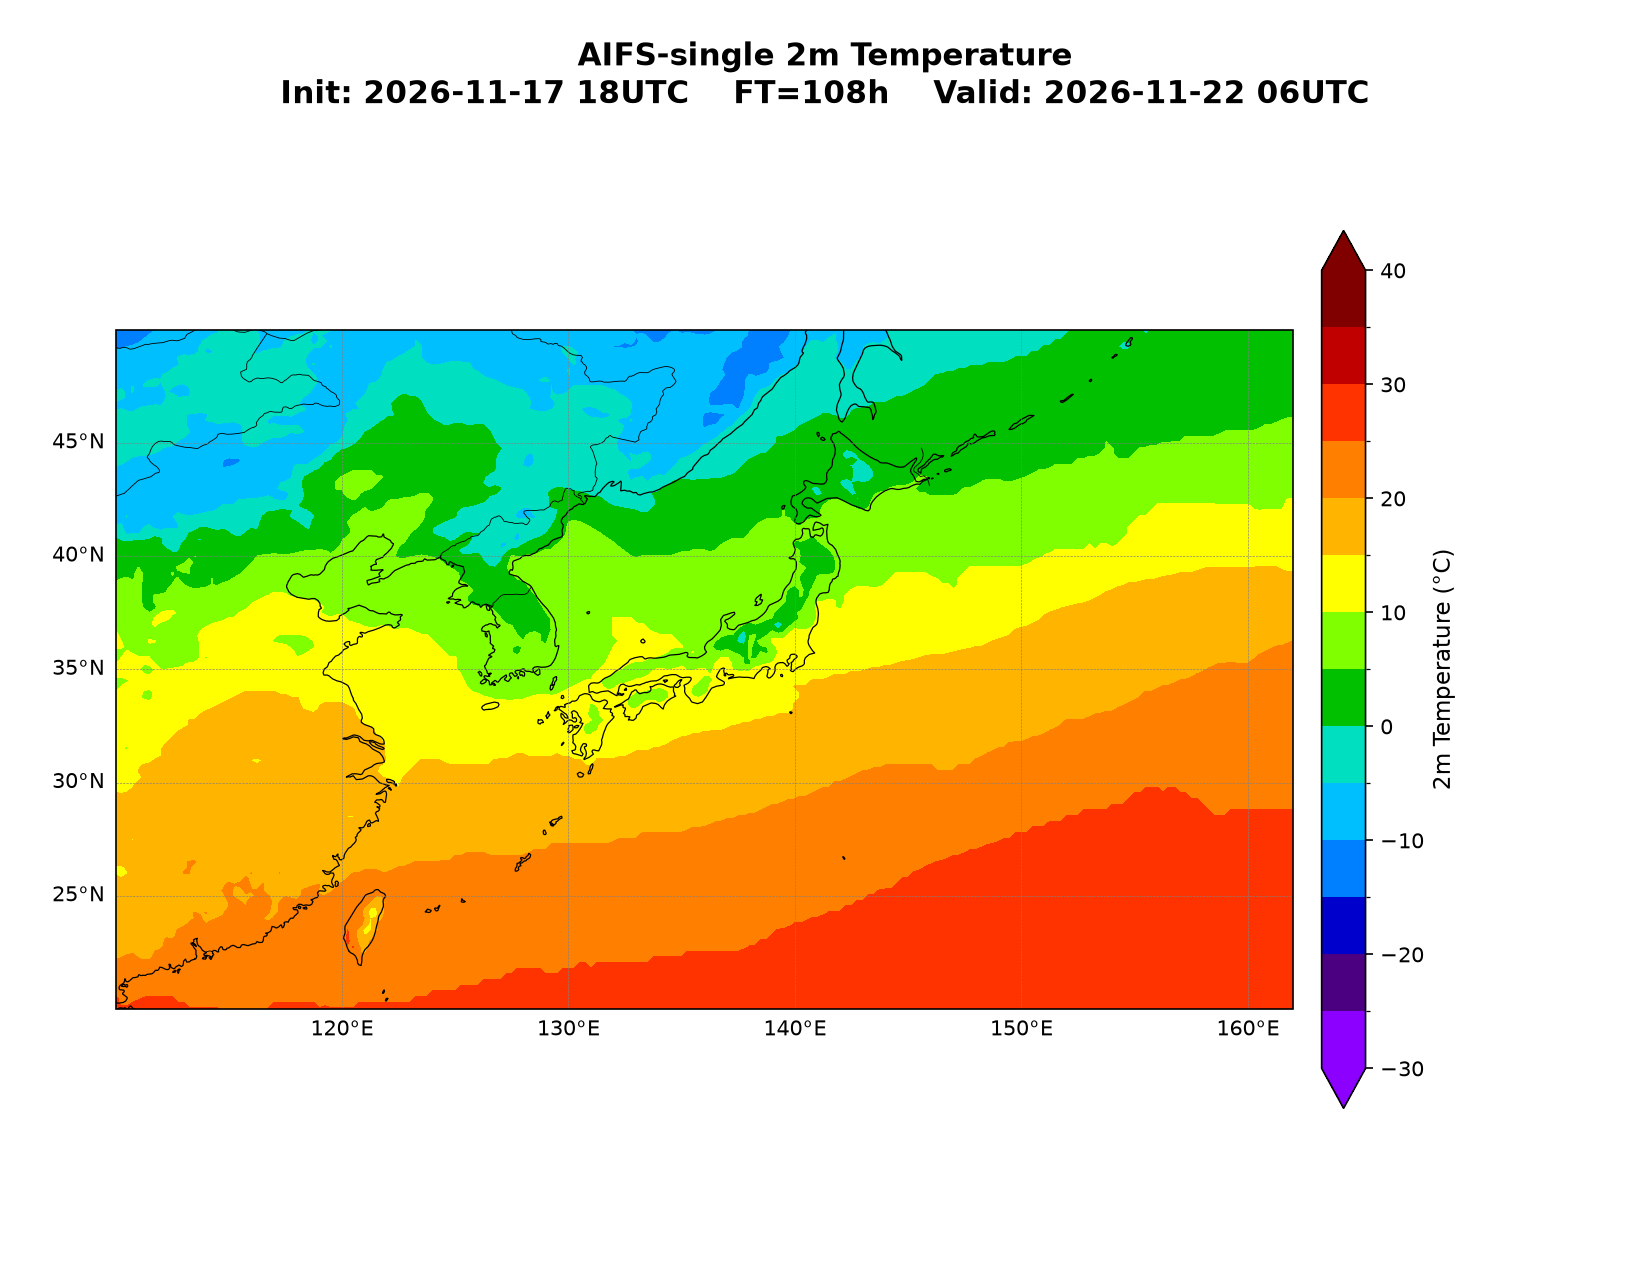 AIFS-single 2m Temperature
Init: 2026-11-17 18UTC    FT=108h    Valid: 2026-11-22 06UTC
45°N
40°N
35°N
30°N
25°N
120°E
130°E
140°E
150°E
160°E
40
30
20
10
0
−10
−20
−30
2m Temperature (°C)